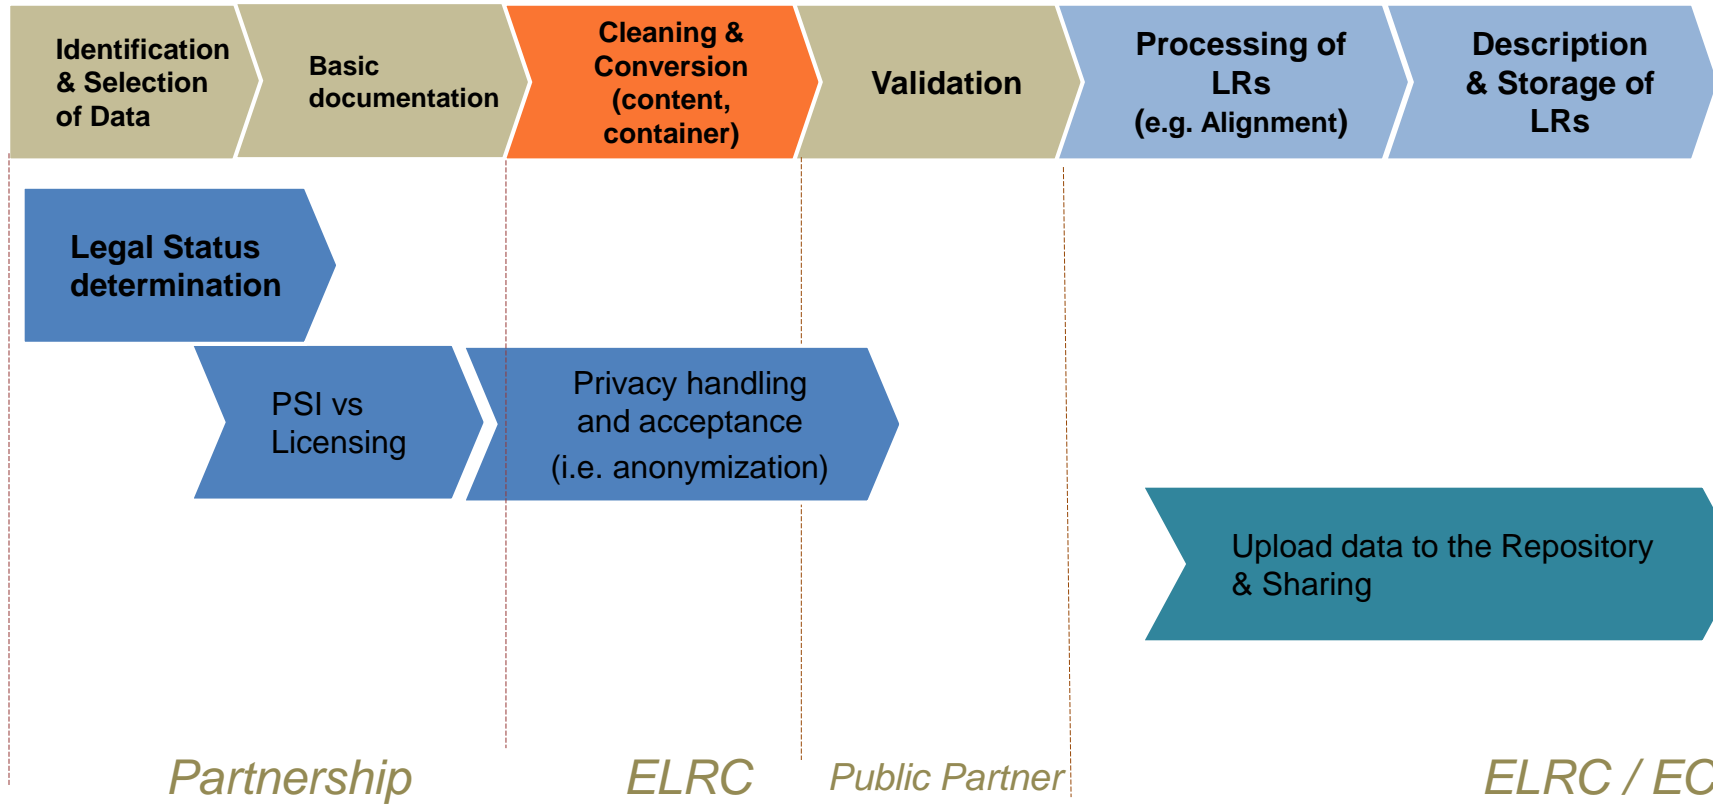 Identification
& Selection
of Data
Basic
documentation
Cleaning &
Conversion
(content,
container)
Validation
Processing of
LRs
(e.g. Alignment)
Description
& Storage of
LRs
Legal Status
determination
PSI vs
Licensing
Privacy handling
and acceptance
(i.e. anonymization)
Upload data to the Repository
& Sharing
Partnership
ELRC
Public Partner
ELRC / EC